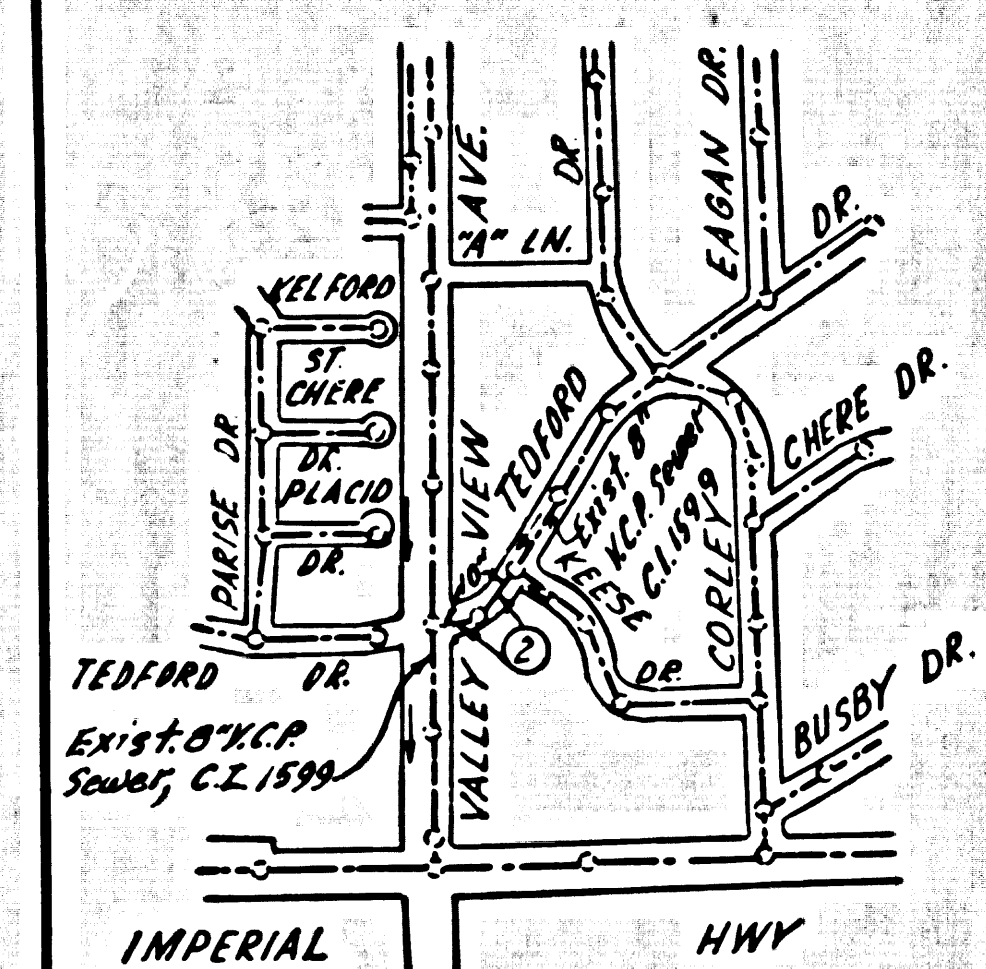 AVE.
DR.
EAGAN DR.
DR.
"A" LN.
KELFORD
ST.
CHERE
DR.
PLACID
DR.
PARISE DR.
VALLEY VIEW
TEDFORD
Exist. 8"
V.C.P. Sewer
C.I. 1599
KEESE
DR.
CORLEY
CHERE DR.
BUSBY DR.
2
TEDFORD DR.
Exist. 8" V.C.P.
Sewer, C.I. 1599
IMPERIAL HWY